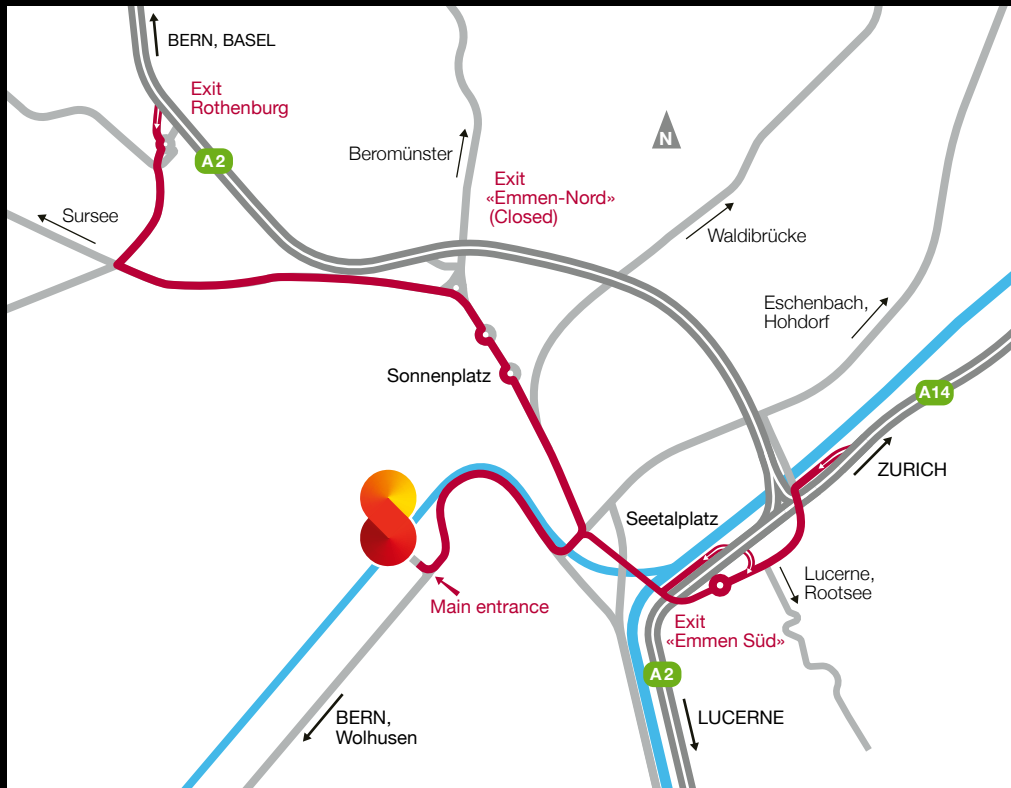 BERN, BASEL
Exit
Rothenburg
A2
Beromünster
N
Exit
«Emmen-Nord»
(Closed)
Sursee
Waldibrücke
Eschenbach,
Hohdorf
Sonnenplatz
A14
ZURICH
Seetalplatz
Lucerne,
Rootsee
Main entrance
Exit
«Emmen Süd»
A2
BERN,
Wolhusen
LUCERNE